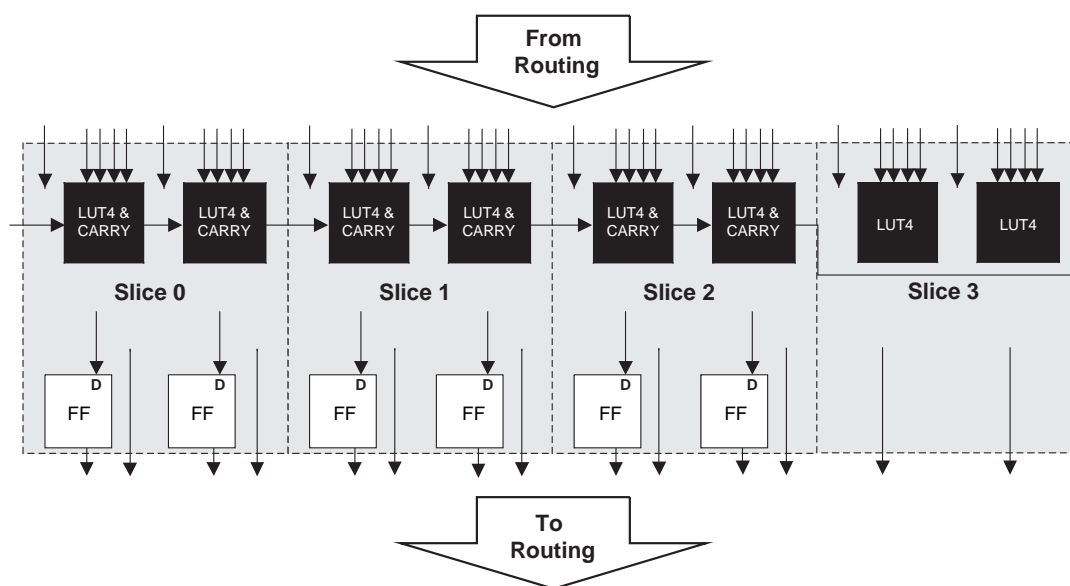 From
Routing
LUT4 &
CARRY
LUT4 &
CARRY
LUT4 &
CARRY
LUT4 &
CARRY
LUT4 &
CARRY
LUT4 &
CARRY
LUT4
LUT4
Slice 0
Slice 1
Slice 2
Slice 3
D
FF
D
FF
D
FF
D
FF
D
FF
D
FF
To
Routing